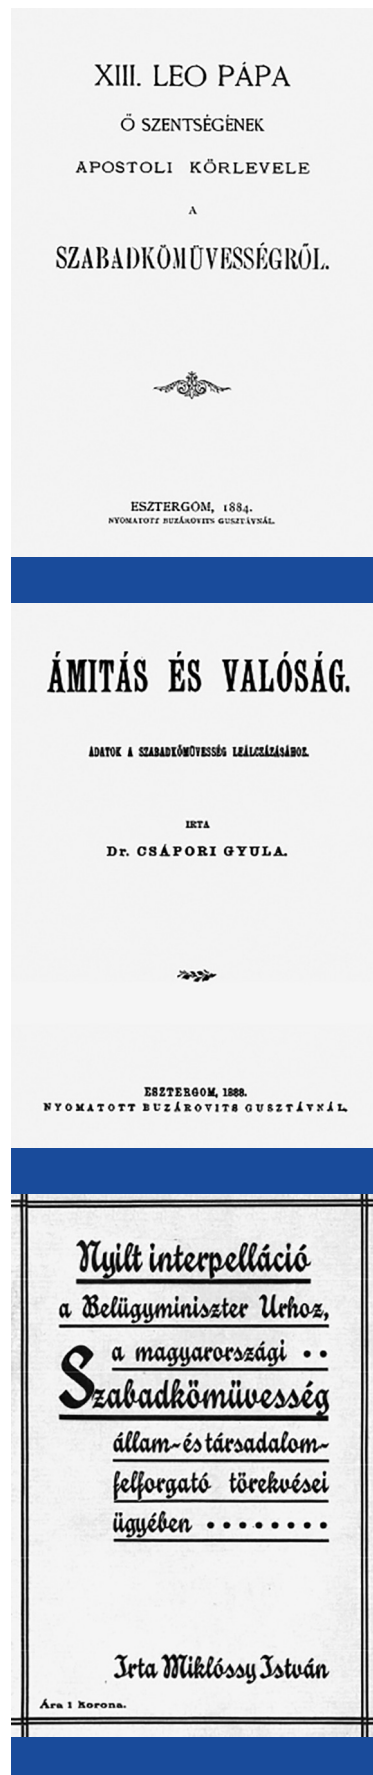 XIII. LEO PÁPA
Ő SZENTSÉGÉNEK
APOSTOLI KÖRLEVELE
A
SZABADKŐMŰVESSÉGRŐL.
ESZTERGOM, 1884.
NYOMATOTT BUZÁROVITS GUSZTÁVNÁL.
ÁMITÁS ÉS VALÓSÁG.
ADATOK A SZABADKŐMŰVESSÉG LEÁLCZÁZÁSÁHOZ.
IRTA
Dr. CSÁPORI GYULA.
ESZTERGOM, 1888.
NYOMATOTT BUZÁROVITS GUSZTÁVNÁL.
Nyilt interpelláció
a Belügyminiszter Urhoz,
a magyarországi • •
Szabadkőmüvesség
állam- és társadalom-
felforgató törekvései
ügyében • • • • • • • •
Irta Miklóssy István
Ára 1 Korona.